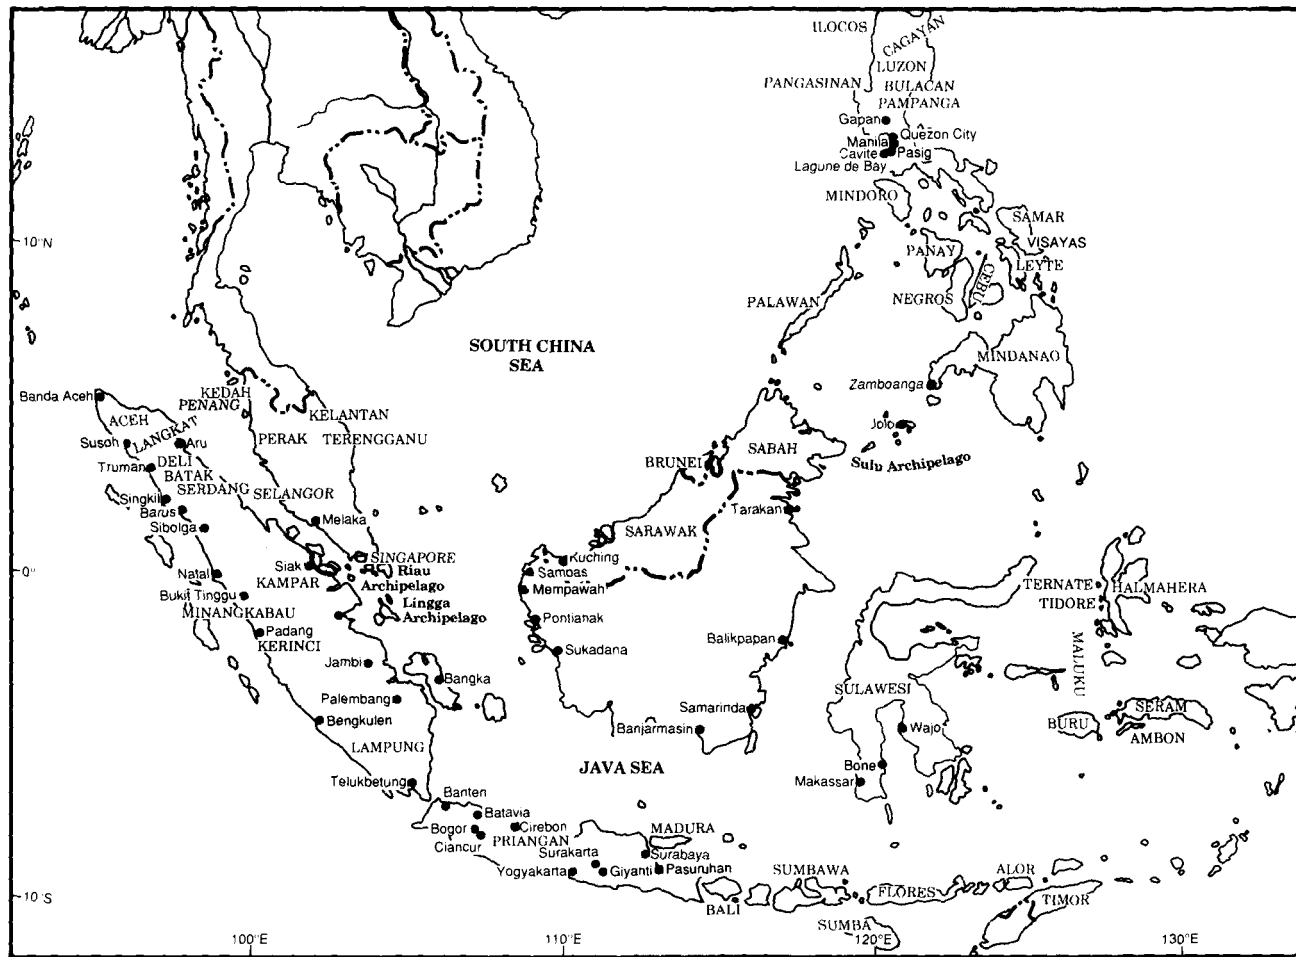 ILOCOS
CAGAYAN
LUZON
PANGASINAN
BULACAN
PAMPANGA
Gapan
Quezon City
Manila
Cavite
Pasig
Lagune de Bay
MINDORO
SAMAR
10°N
VISAYAS
PANAY
LEYTE
CEBU
NEGROS
PALAWAN
SOUTH CHINA
SEA
MINDANAO
Zamboanga
Banda Aceh
KEDAH
PENANG
ACEH
KELANTAN
LANGKAT
Susoh
Aru
PERAK
TERENGGANU
Jolo
SABAH
BRUNEI
Sulu Archipelago
Truman
DELI
BATAK
SERDANG
SELANGOR
Singkil
Barus
Tarakan
Sibolga
Melaka
SARAWAK
SINGAPORE
Kuching
Siak
Riau
Archipelago
0°
Natal
KAMPAR
Sambas
Mempawah
TERNATE
HALMAHERA
Bukit Tinggu
Lingga
Archipelago
TIDORE
MINANGKABAU
Pontianak
Padang
KERINCI
Balikpapan
MALUKU
Sukadana
Jambi
Bangka
SULAWESI
Palembang
Samarinda
SERAM
Bengkulen
Banjarmasin
Wajo
BURU
AMBON
LAMPUNG
JAVA SEA
Bone
Telukbetung
Makassar
Banten
Batavia
Bogor
Cirebon
MADURA
Ciancur
PRIANGAN
Surakarta
Surabaya
Yogyakarta
Giyanti
Pasuruhan
SUMBAWA
ALOR
FLORES
10°S
BALI
TIMOR
SUMBA
100°E
110°E
120°E
130°E